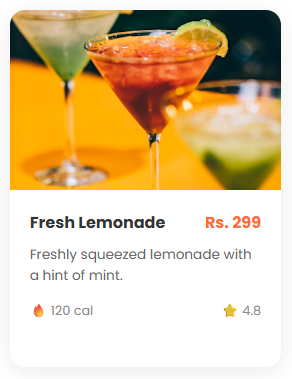 Fresh Lemonade Rs. 299
Freshly squeezed lemonade with
a hint of mint.
120 cal 4.8